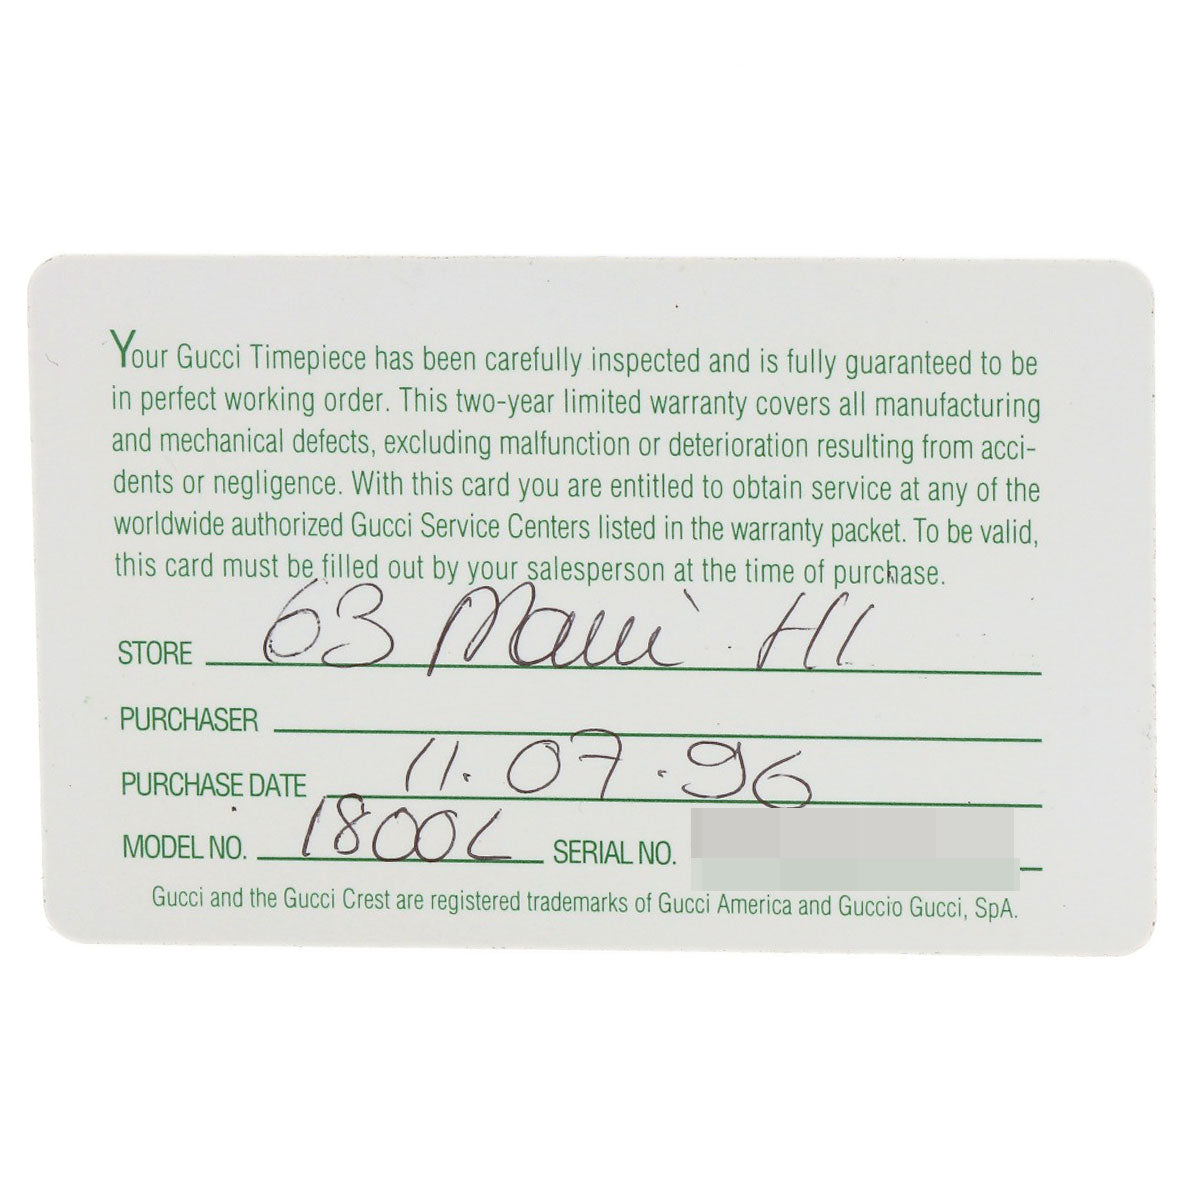 Your Gucci Timepiece has been carefully inspected and is fully guaranteed to be
in perfect working order. This two-year limited warranty covers all manufacturing
and mechanical defects, excluding malfunction or deterioration resulting from acci-
dents or negligence. With this card you are entitled to obtain service at any of the
worldwide authorized Gucci Service Centers listed in the warranty packet. To be valid,
this card must be filled out by your salesperson at the time of purchase.
STORE 63 Maui HI
PURCHASER
PURCHASE DATE 11.07.96
MODEL NO. 1800L SERIAL NO.
Gucci and the Gucci Crest are registered trademarks of Gucci America and Guccio Gucci, SpA.